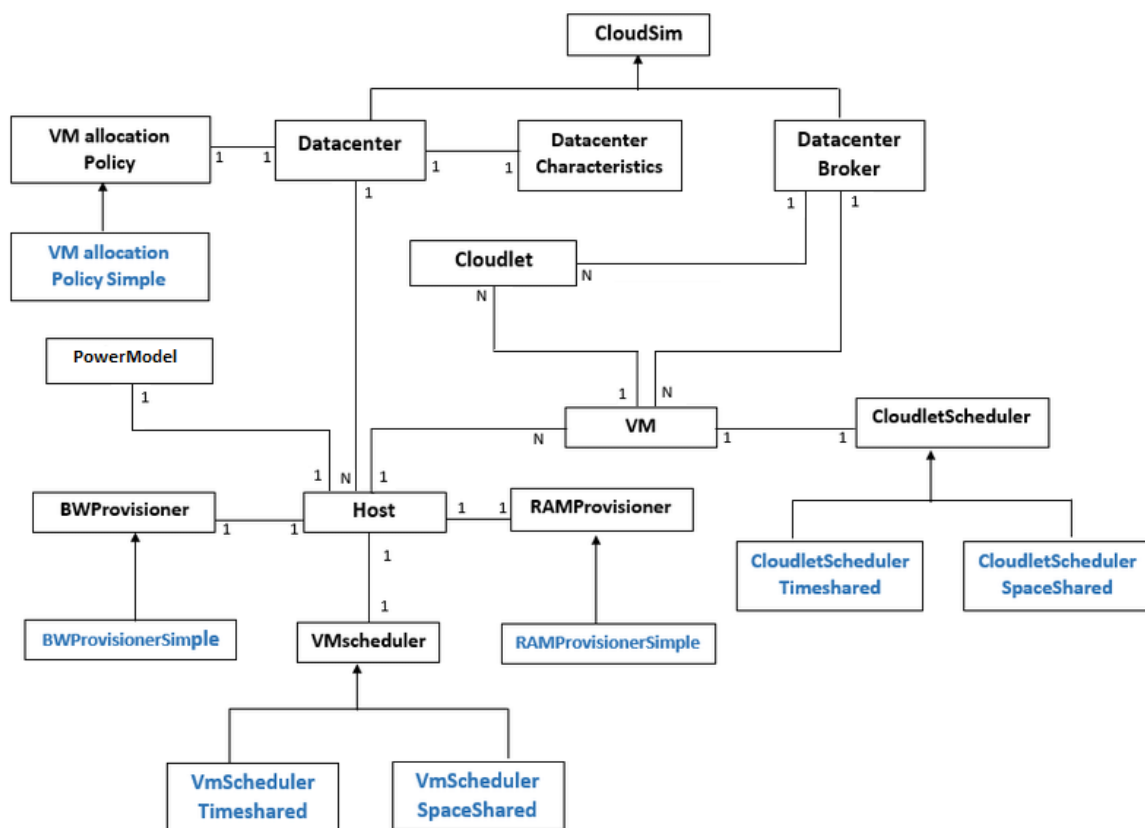 CloudSim
VM allocation
Policy
1
1
Datacenter
1
1
Datacenter
Characteristics
Datacenter
Broker
1
1
1
VM allocation
Policy Simple
Cloudlet
N
N
PowerModel
1
1
N
VM
N
1
1
CloudletScheduler
1
N
1
BWProvisioner
1
1
Host
1
1
RAMProvisioner
1
CloudletScheduler
Timeshared
CloudletScheduler
SpaceShared
1
BWProvisionerSimple
VMscheduler
RAMProvisionerSimple
VmScheduler
Timeshared
VmScheduler
SpaceShared